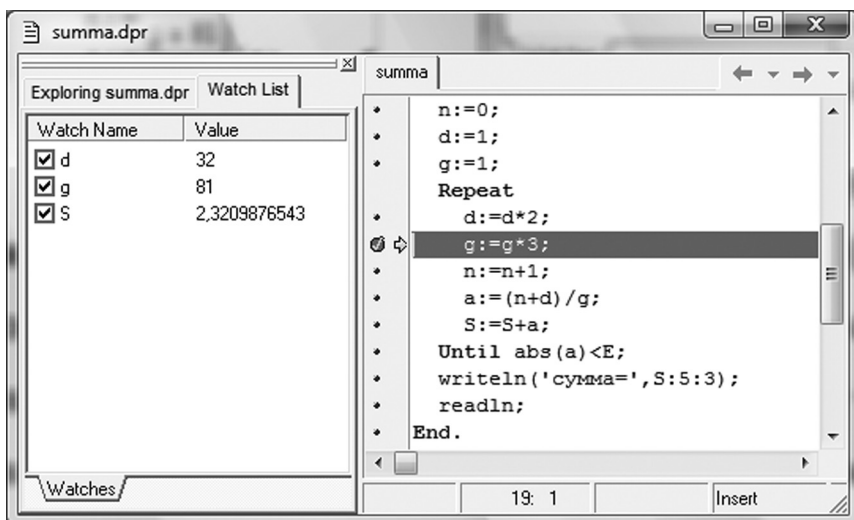 summa.dpr
Exploring summa.dpr
Watch List
Watch Name Value
d 32
g 81
S 2,3209876543
Watches
summa
n:=0;
d:=1;
g:=1;
Repeat
d:=d*2;
g:=g*3;
n:=n+1;
a:=(n+d)/g;
S:=S+a;
Until abs(a)<E;
writeln('сумма=',S:5:3);
readln;
End.
19: 1
Insert